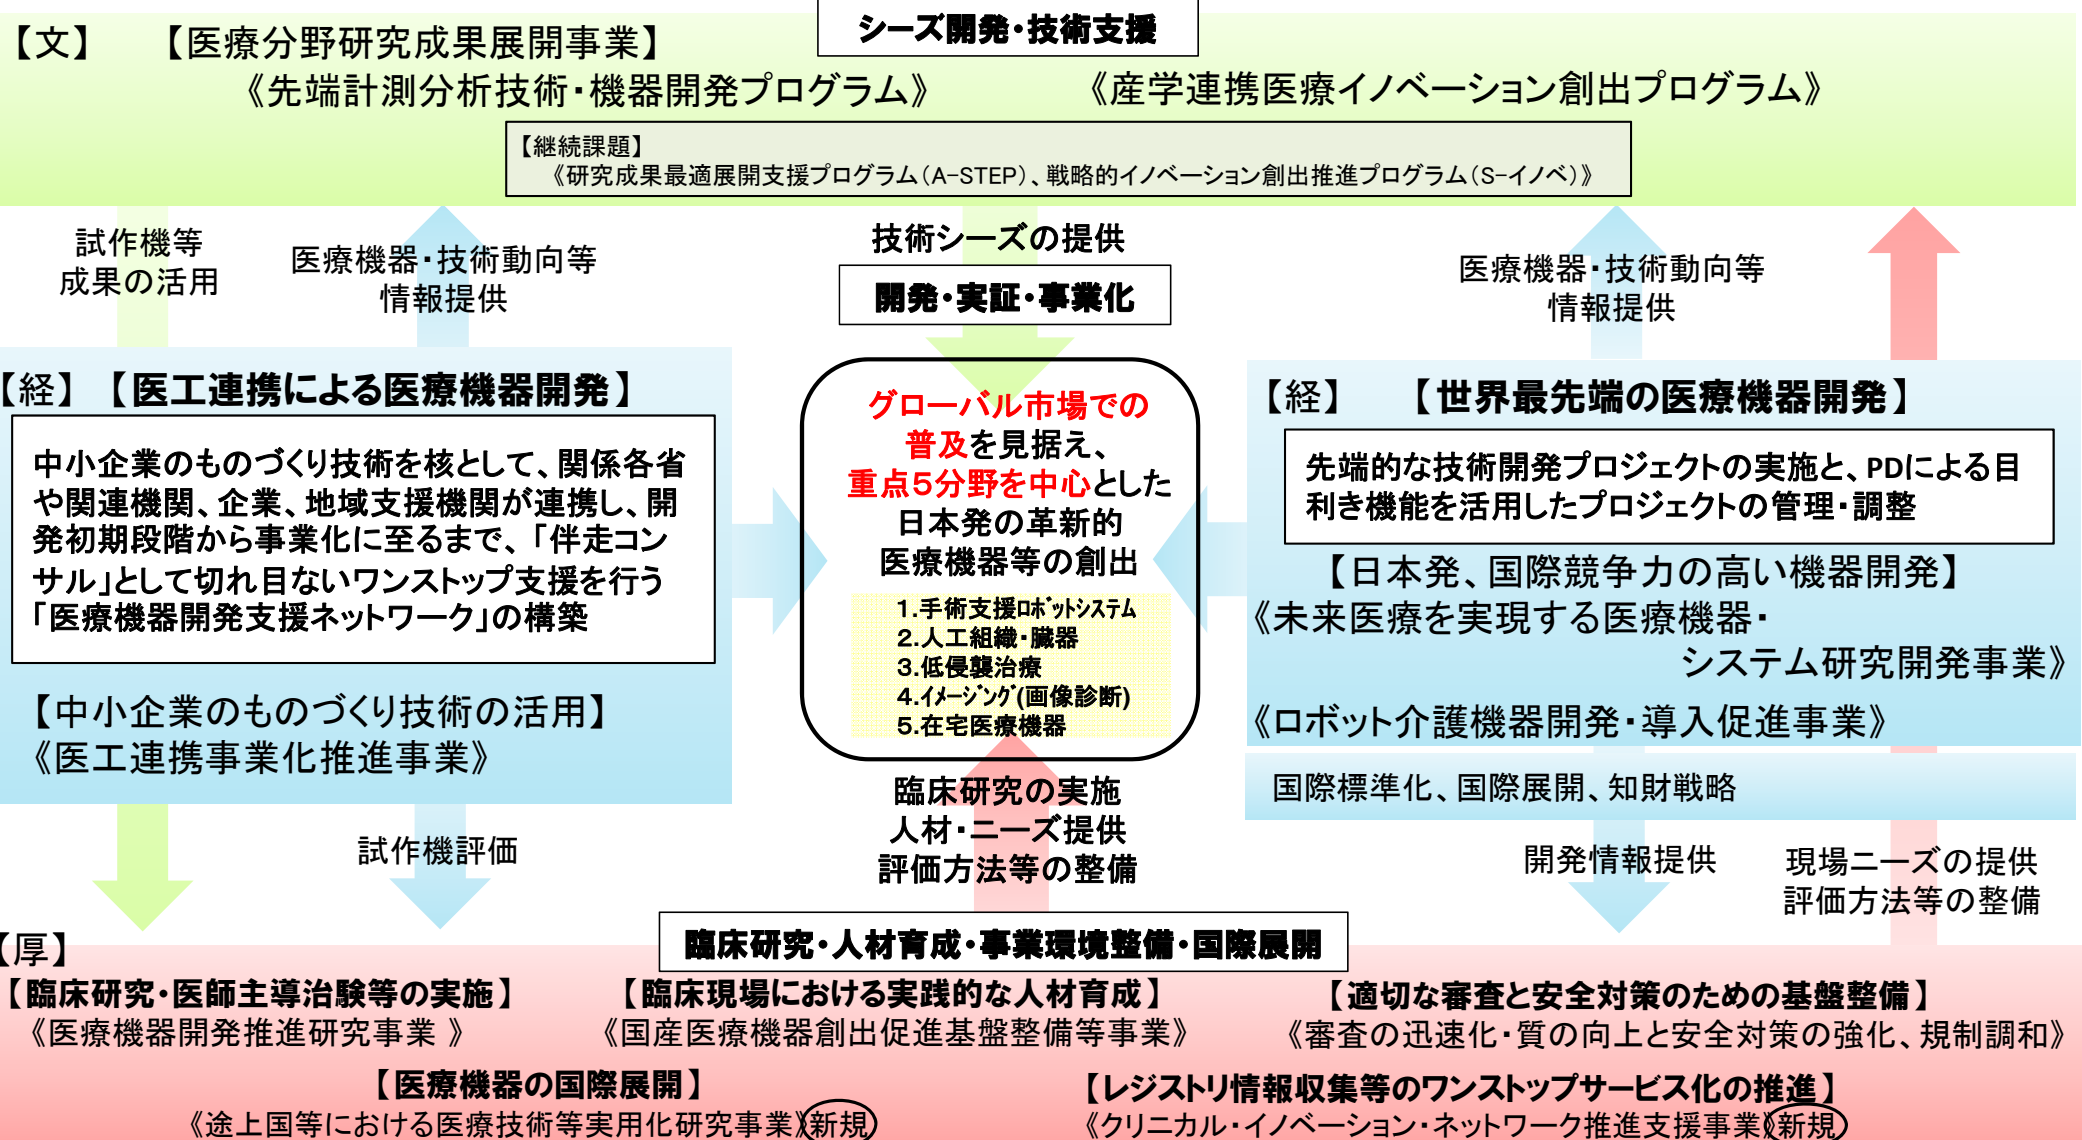 シーズ開発・技術支援
【文】 【医療分野研究成果展開事業】
《先端計測分析技術・機器開発プログラム》 《産学連携医療イノベーション創出プログラム》
【継続課題】
《研究成果最適展開支援プログラム（A-STEP）、戦略的イノベーション創出推進プログラム（S-イノベ）》
試作機等
成果の活用
医療機器・技術動向等
情報提供
技術シーズの提供
開発・実証・事業化
医療機器・技術動向等
情報提供
【経】 【医工連携による医療機器開発】
中小企業のものづくり技術を核として、関係各省
や関連機関、企業、地域支援機関が連携し、開
発初期段階から事業化に至るまで、「伴走コン
サル」として切れ目ないワンストップ支援を行う
「医療機器開発支援ネットワーク」の構築
【中小企業のものづくり技術の活用】
《医工連携事業化推進事業》
グローバル市場での
普及を見据え、
重点５分野を中心とした
日本発の革新的
医療機器等の創出
1.手術支援ﾛﾎﾞｯﾄｼｽﾃﾑ
2.人工組織・臓器
3.低侵襲治療
4.ｲﾒｰｼﾞﾝｸﾞ(画像診断)
5.在宅医療機器
【経】 【世界最先端の医療機器開発】
先端的な技術開発プロジェクトの実施と、PDによる目
利き機能を活用したプロジェクトの管理・調整
【日本発、国際競争力の高い機器開発】
《未来医療を実現する医療機器・
システム研究開発事業》
《ロボット介護機器開発・導入促進事業》
国際標準化、国際展開、知財戦略
試作機評価
臨床研究の実施
人材・ニーズ提供
評価方法等の整備
開発情報提供
現場ニーズの提供
評価方法等の整備
臨床研究・人材育成・事業環境整備・国際展開
【厚】
【臨床研究・医師主導治験等の実施】
《医療機器開発推進研究事業 》
【臨床現場における実践的な人材育成】
《国産医療機器創出促進基盤整備等事業》
【適切な審査と安全対策のための基盤整備】
《審査の迅速化・質の向上と安全対策の強化、規制調和》
【医療機器の国際展開】
《途上国等における医療技術等実用化研究事業》新規
【レジストリ情報収集等のワンストップサービス化の推進】
《クリニカル・イノベーション・ネットワーク推進支援事業》新規